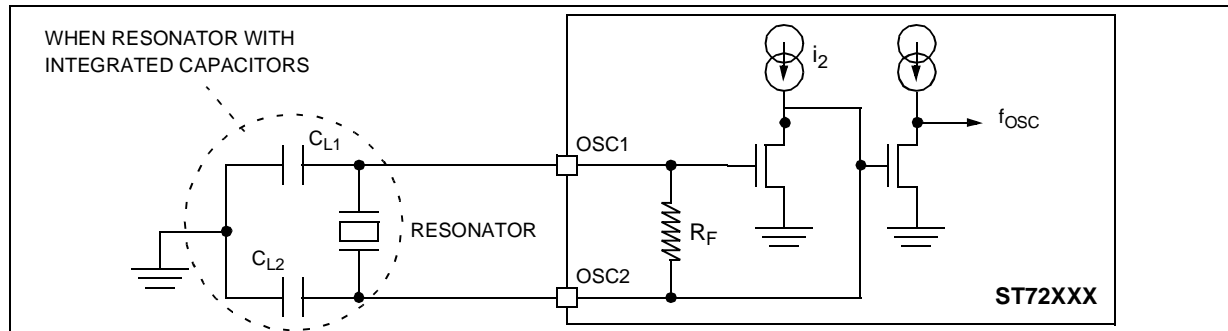 WHEN RESONATOR WITH
INTEGRATED CAPACITORS
i2
fOSC
CL1
OSC1
RESONATOR
RF
CL2
OSC2
ST72XXX